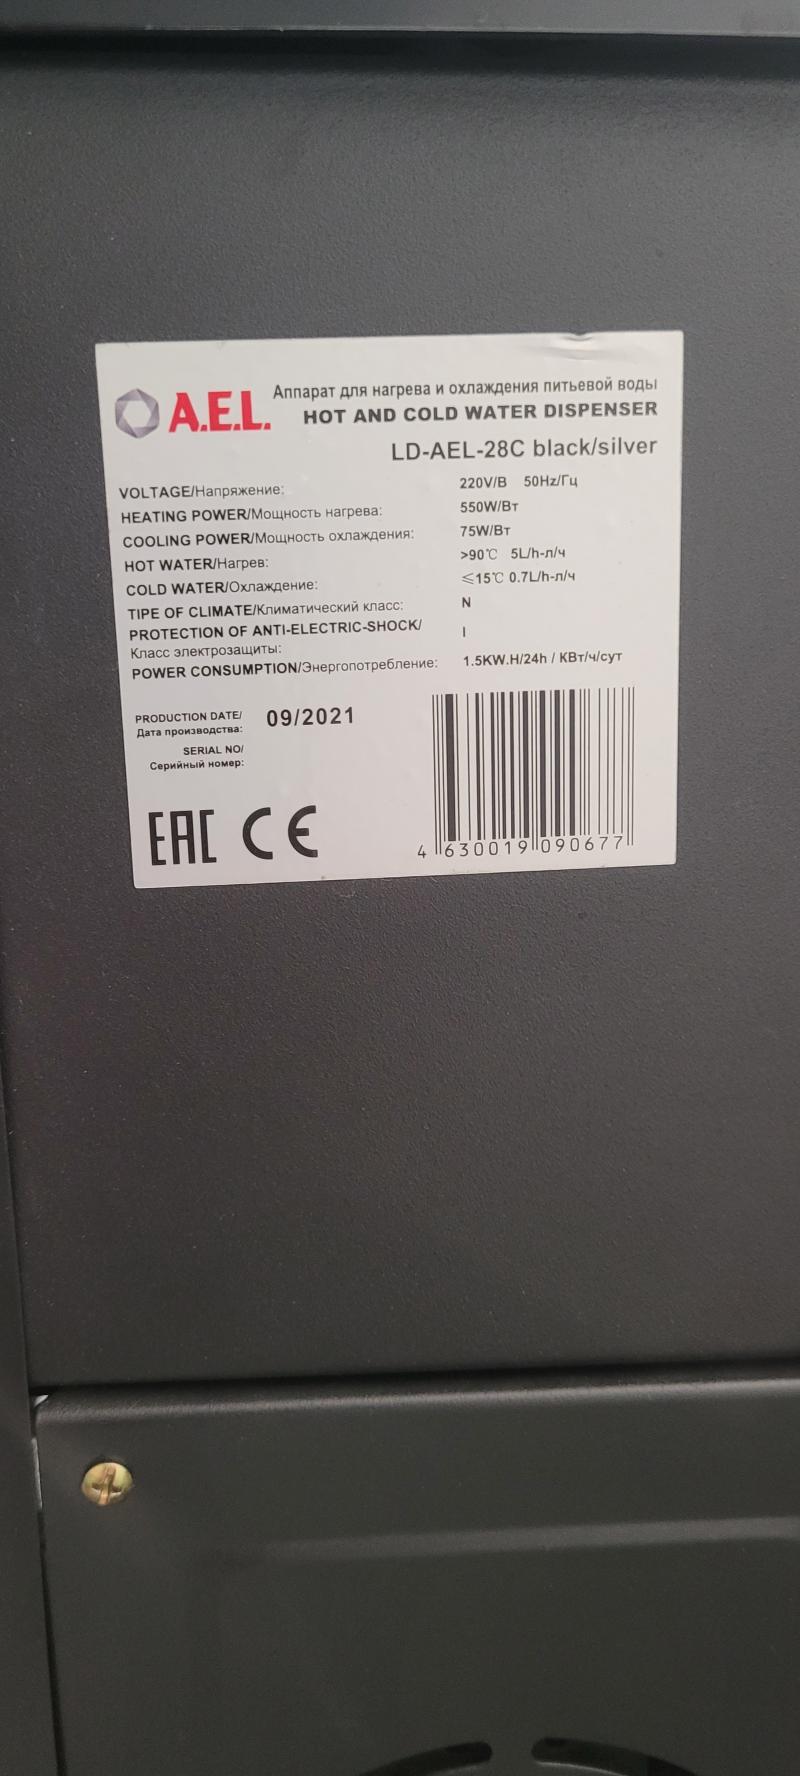 A.E.L.
Аппарат для нагрева и охлаждения питьевой воды
HOT AND COLD WATER DISPENSER
LD-AEL-28C black/silver
VOLTAGE/Напряжение: 220V/В 50Hz/Гц
HEATING POWER/Мощность нагрева: 550W/Вт
COOLING POWER/Мощность охлаждения: 75W/Вт
HOT WATER/Нагрев: >90℃ 5L/h-л/ч
COLD WATER/Охлаждение: ≤15℃ 0.7L/h-л/ч
TIPE OF CLIMATE/Климатический класс: N
PROTECTION OF ANTI-ELECTRIC-SHOCK/ I
Класс электрозащиты:
POWER CONSUMPTION/Энергопотребление: 1.5KW.H/24h / КВт/ч/сут
PRODUCTION DATE/ 09/2021
Дата производства:
SERIAL NO/
Серийный номер:
EAC CE
4 630019 090677